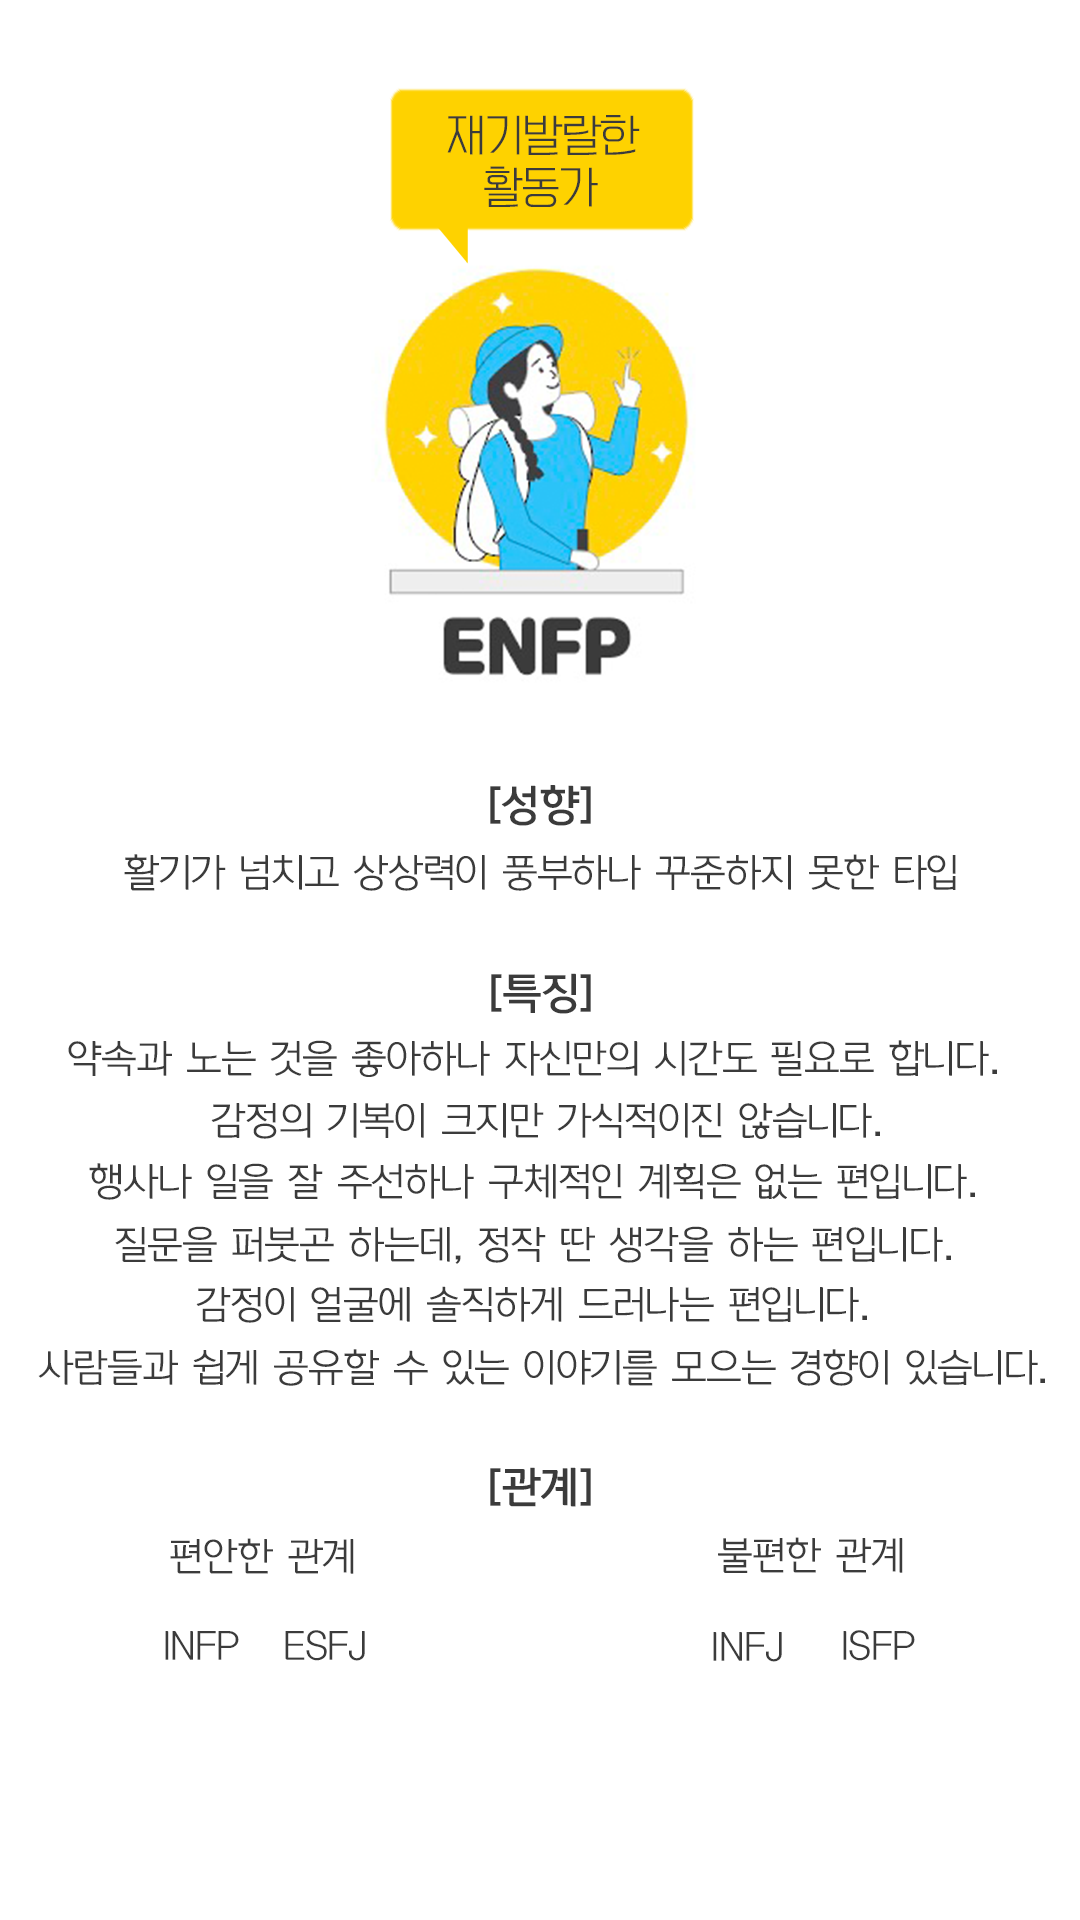 재기발랄한
활동가
ENFP
[성향]
활기가 넘치고 상상력이 풍부하나 꾸준하지 못한 타입
[특징]
약속과 노는 것을 좋아하나 자신만의 시간도 필요로 합니다.
감정의 기복이 크지만 가식적이진 않습니다.
행사나 일을 잘 주선하나 구체적인 계획은 없는 편입니다.
질문을 퍼붓곤 하는데, 정작 딴 생각을 하는 편입니다.
감정이 얼굴에 솔직하게 드러나는 편입니다.
사람들과 쉽게 공유할 수 있는 이야기를 모으는 경향이 있습니다.
[관계]
편안한 관계 불편한 관계
INFP ESFJ INFJ ISFP